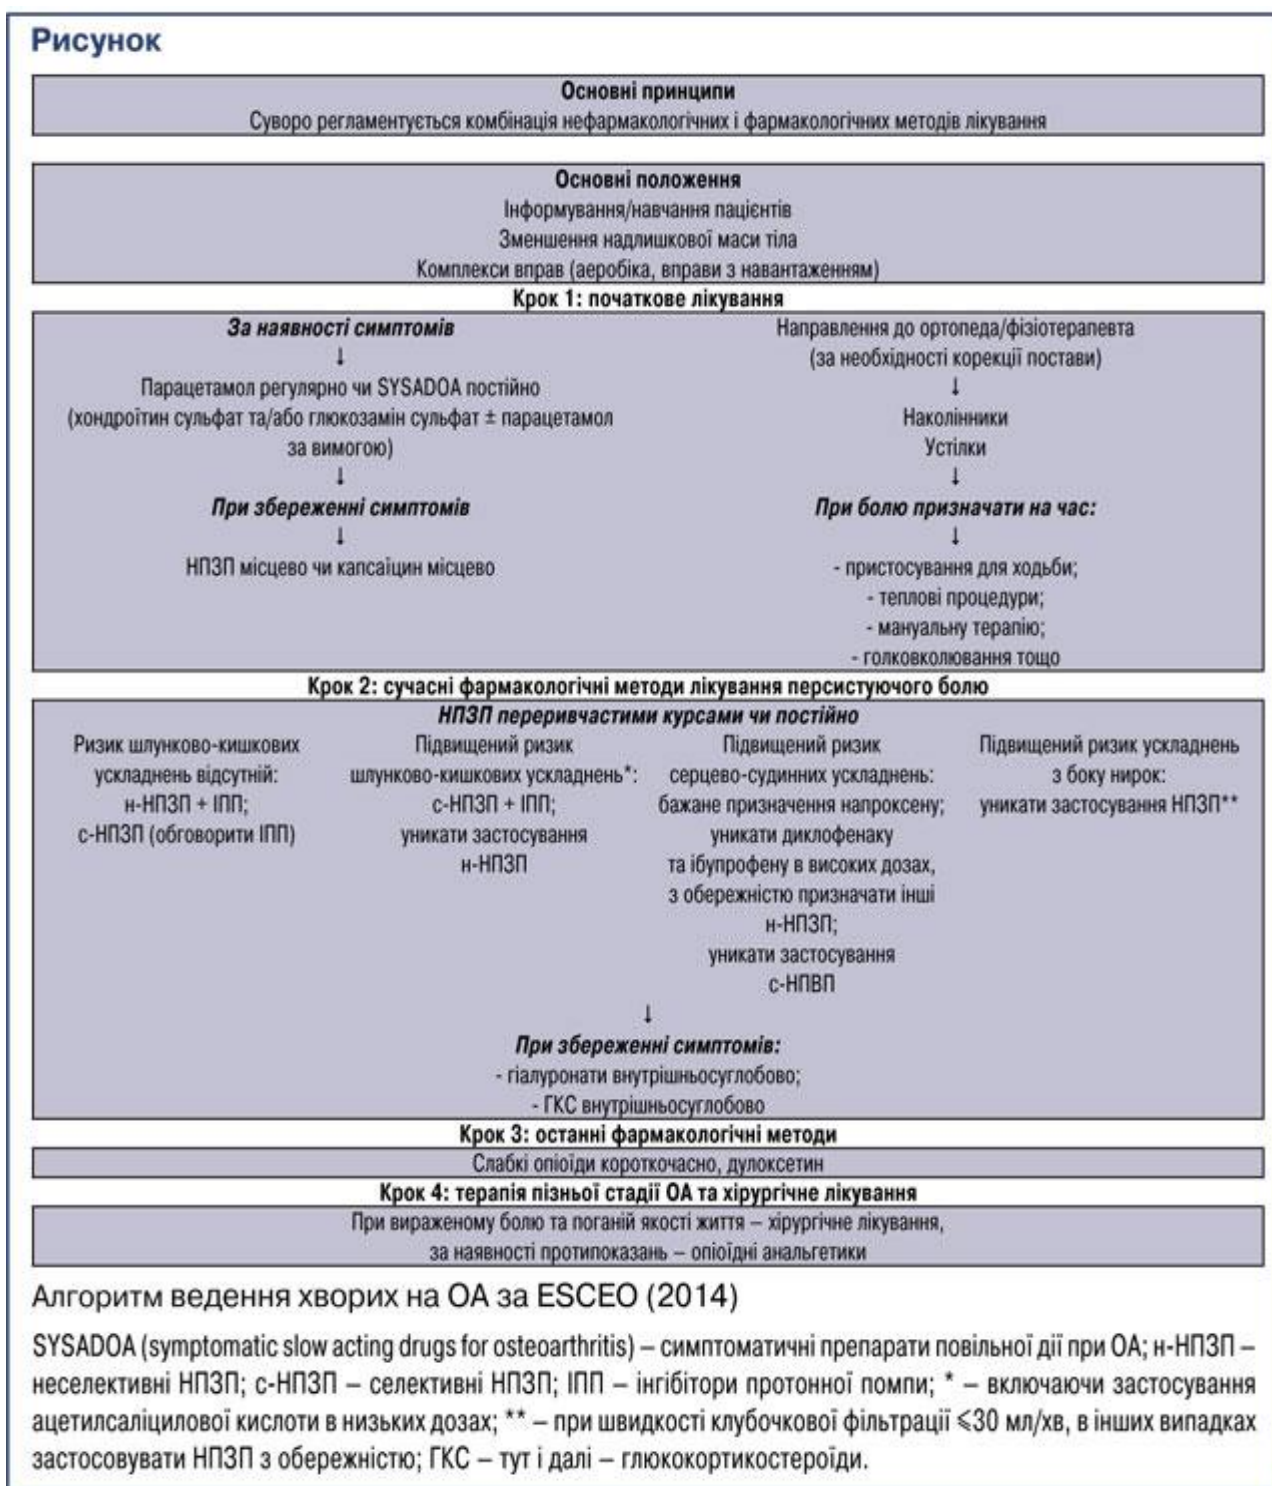 Рисунок
Основні принципи
Суворо регламентується комбінація нефармакологічних і фармакологічних методів лікування
Основні положення
Інформування/навчання пацієнтів
Зменшення надлишкової маси тіла
Комплекси вправ (аеробіка, вправи з навантаженням)
Крок 1: початкове лікування
За наявності симптомів
↓
Парацетамол регулярно чи SYSADOA постійно
(хондроїтин сульфат та/або глюкозамін сульфат ± парацетамол
за вимогою)
↓
При збереженні симптомів
↓
НПЗП місцево чи капсаїцин місцево
Направлення до ортопеда/фізіотерапевта
(за необхідності корекції постави)
↓
Наколінники
Устілки
↓
При болю призначати на час:
↓
- пристосування для ходьби;
- теплові процедури;
- мануальну терапію;
- голковколювання тощо
Крок 2: сучасні фармакологічні методи лікування персистуючого болю
НПЗП переривчастими курсами чи постійно
Ризик шлунково-кишкових
ускладнень відсутній:
н-НПЗП + ІПП;
с-НПЗП (обговорити ІПП)
Підвищений ризик
шлунково-кишкових ускладнень*:
с-НПЗП + ІПП;
уникати застосування
н-НПЗП
Підвищений ризик
серцево-судинних ускладнень:
бажане призначення напроксену;
уникати диклофенаку
та ібупрофену в високих дозах,
з обережністю призначати інші
н-НПЗП;
уникати застосування
с-НПВП
Підвищений ризик ускладнень
з боку нирок:
уникати застосування НПЗП**
↓
При збереженні симптомів:
- гіалуронати внутрішньосуглобово;
- ГКС внутрішньосуглобово
Крок 3: останні фармакологічні методи
Слабкі опіоїди короткочасно, дулоксетин
Крок 4: терапія пізньої стадії ОА та хірургічне лікування
При вираженому болю та поганій якості життя – хірургічне лікування,
за наявності протипоказань – опіоїдні анальгетики
Алгоритм ведення хворих на ОА за ESCEO (2014)
SYSADOA (symptomatic slow acting drugs for osteoarthritis) – симптоматичні препарати повільної дії при ОА; н-НПЗП –
неселективні НПЗП; с-НПЗП – селективні НПЗП; ІПП – інгібітори протонної помпи; * – включаючи застосування
ацетилсаліцилової кислоти в низьких дозах; ** – при швидкості клубочкової фільтрації ⩽30 мл/хв, в інших випадках
застосовувати НПЗП з обережністю; ГКС – тут і далі – глюкокортикостероїди.